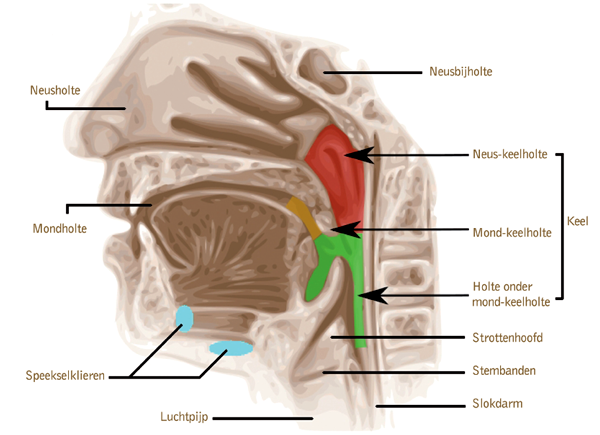 Neusbijholte
Neusholte
Neus-keelholte
Keel
Mondholte
Mond-keelholte
Holte onder
mond-keelholte
Strottenhoofd
Speekselklieren
Stembanden
Slokdarm
Luchtpijp